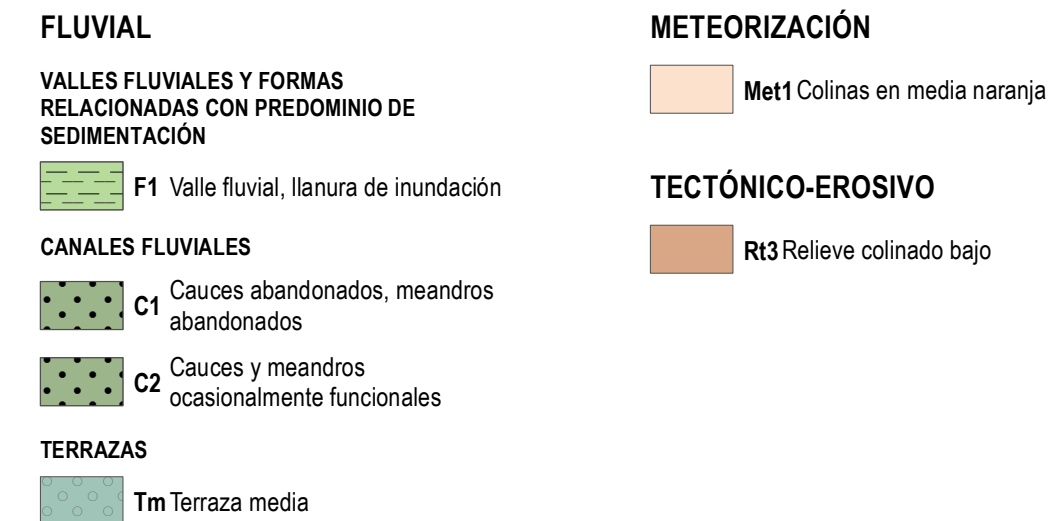 FLUVIAL
VALLES FLUVIALES Y FORMAS
RELACIONADAS CON PREDOMINIO DE
SEDIMENTACIÓN
F1 Valle fluvial, llanura de inundación
CANALES FLUVIALES
C1 Cauces abandonados, meandros
abandonados
C2 Cauces y meandros
ocasionalmente funcionales
TERRAZAS
Tm Terraza media
METEORIZACIÓN
Met1 Colinas en media naranja
TECTÓNICO-EROSIVO
Rt3 Relieve colinado bajo